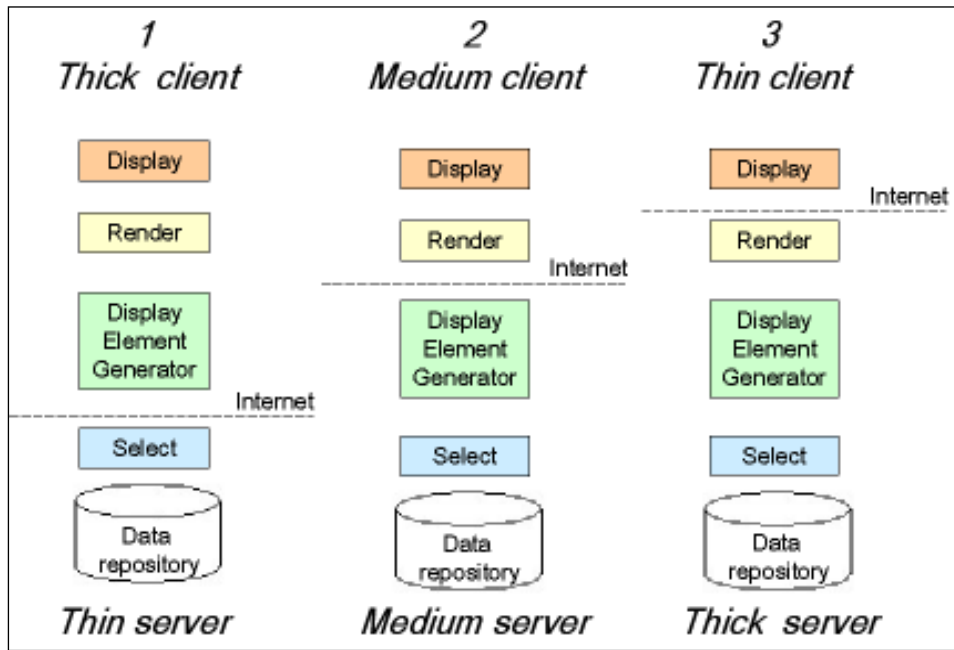 1
Thick client
Display
Render
Display
Element
Generator
Internet
Select
Data
repository
Thin server
2
Medium client
Display
Render
Internet
Display
Element
Generator
Select
Data
repository
Medium server
3
Thin client
Display
Internet
Render
Display
Element
Generator
Select
Data
repository
Thick server